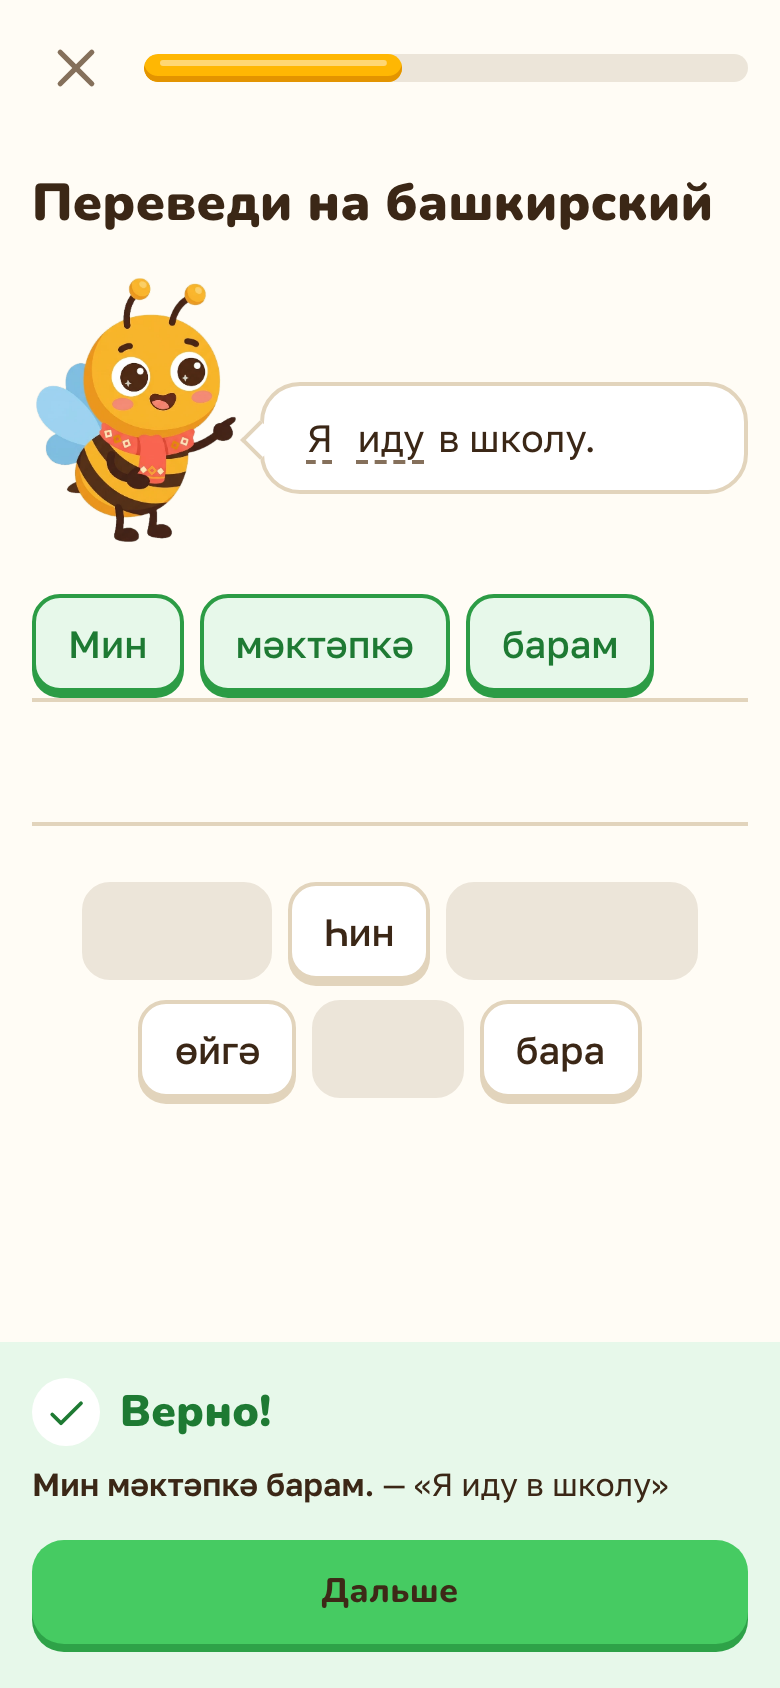 Переведи на башкирский
Я иду в школу.
Мин мәктәпкә барам
Һин
өйгә бара
Верно!
Мин мәктәпкә барам. — «Я иду в школу»
Дальше